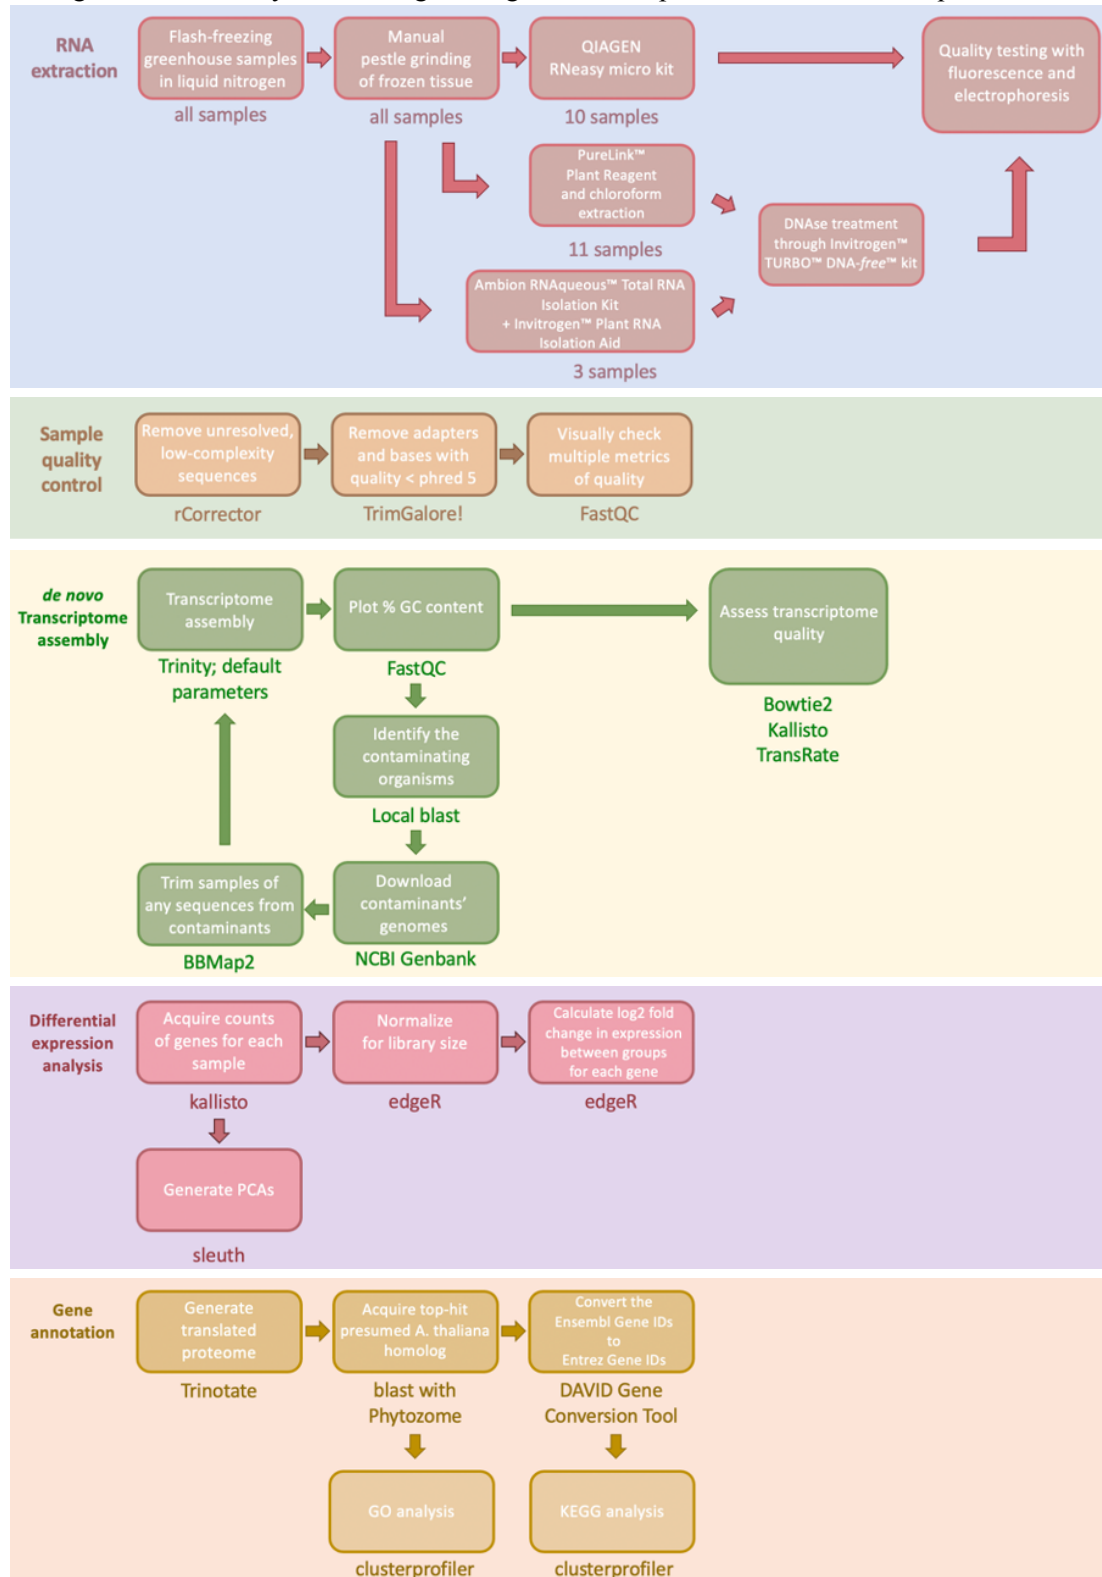 RNA
extraction
Flash-freezing
greenhouse samples
in liquid nitrogen
all samples
Manual
pestle grinding
of frozen tissue
all samples
QIAGEN
RNeasy micro kit
10 samples
Quality testing with
fluorescence and
electrophoresis
PureLink™
Plant Reagent
and chloroform
extraction
11 samples
DNAse treatment
through Invitrogen™
TURBO™ DNA-free™ kit
Ambion RNAqueous™ Total RNA
Isolation Kit
+ Invitrogen™ Plant RNA
Isolation Aid
3 samples
Sample
quality
control
Remove unresolved,
low-complexity
sequences
rCorrector
Remove adapters
and bases with
quality < phred 5
TrimGalore!
Visually check
multiple metrics
of quality
FastQC
de novo
Transcriptome
assembly
Transcriptome
assembly
Trinity; default
parameters
Plot % GC content
FastQC
Assess transcriptome
quality
Bowtie2
Kallisto
TransRate
Identify the
contaminating
organisms
Local blast
Download
contaminants'
genomes
NCBI Genbank
Trim samples of
any sequences from
contaminants
BBMap2
Differential
expression
analysis
Acquire counts
of genes for each
sample
kallisto
Normalize
for library size
edgeR
Calculate log2 fold
change in expression
between groups
for each gene
edgeR
Generate PCAs
sleuth
Gene
annotation
Generate
translated
proteome
Trinotate
Acquire top-hit
presumed A. thaliana
homolog
blast with
Phytozome
Convert the
Ensembl Gene IDs
to
Entrez Gene IDs
DAVID Gene
Conversion Tool
GO analysis
clusterprofiler
KEGG analysis
clusterprofiler